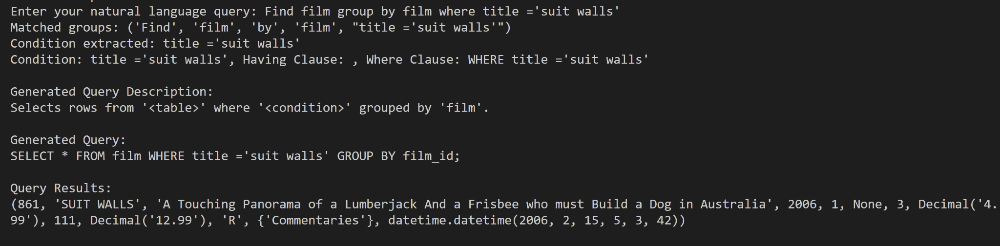 Enter your natural language query: Find film group by film where title ='suit walls'
Matched groups: ('Find', 'film', 'by', 'film', "title ='suit walls'")
Condition extracted: title ='suit walls'
Condition: title ='suit walls', Having Clause: , Where Clause: WHERE title ='suit walls'
Generated Query Description:
Selects rows from '<table>' where '<condition>' grouped by 'film'.
Generated Query:
SELECT * FROM film WHERE title ='suit walls' GROUP BY film_id;
Query Results:
(861, 'SUIT WALLS', 'A Touching Panorama of a Lumberjack And a Frisbee who must Build a Dog in Australia', 2006, 1, None, 3, Decimal('4.
99'), 111, Decimal('12.99'), 'R', {'Commentaries'}, datetime.datetime(2006, 2, 15, 5, 3, 42))